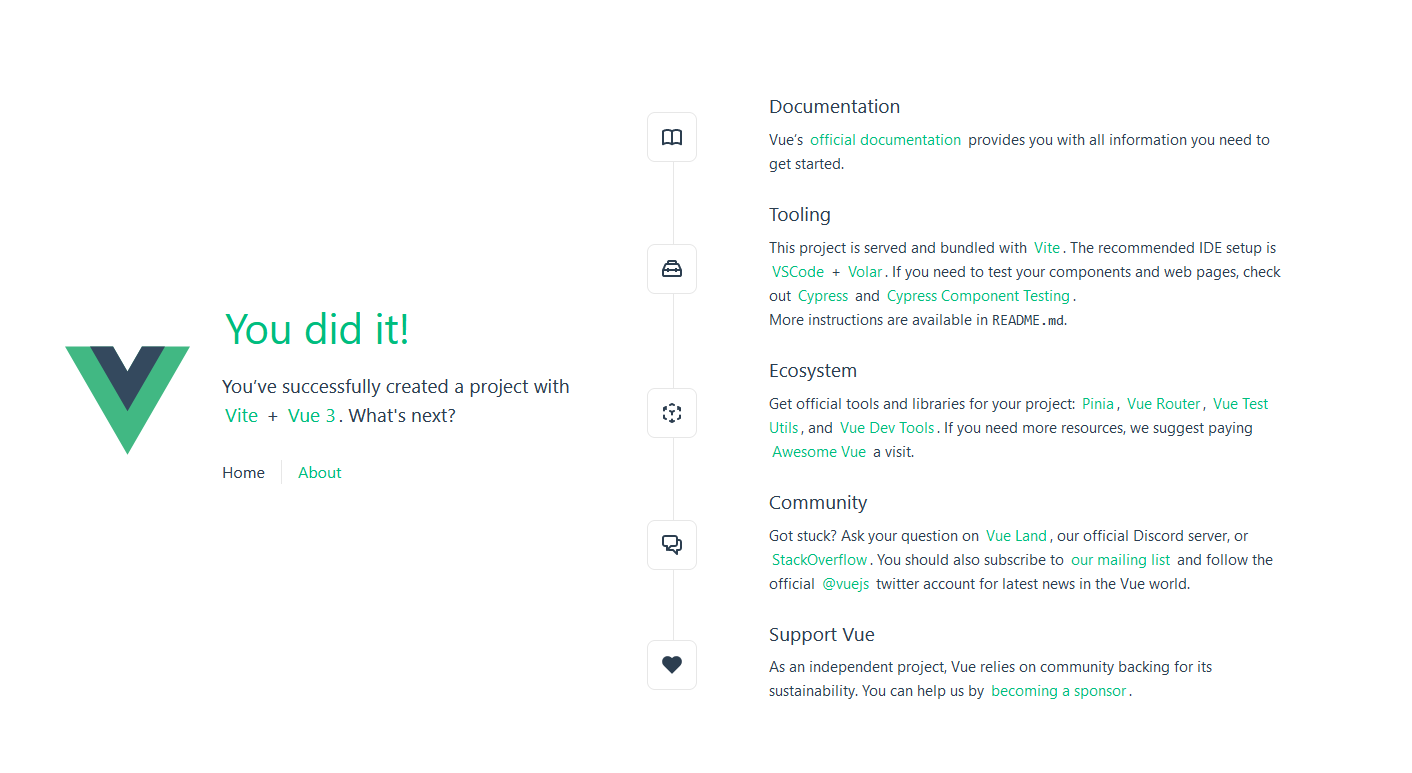 You did it!
You’ve successfully created a project with
Vite + Vue 3. What's next?
Home About
Documentation
Vue’s official documentation provides you with all information you need to
get started.
Tooling
This project is served and bundled with Vite. The recommended IDE setup is
VSCode + Volar. If you need to test your components and web pages, check
out Cypress and Cypress Component Testing.
More instructions are available in README.md.
Ecosystem
Get official tools and libraries for your project: Pinia, Vue Router, Vue Test
Utils, and Vue Dev Tools. If you need more resources, we suggest paying
Awesome Vue a visit.
Community
Got stuck? Ask your question on Vue Land, our official Discord server, or
StackOverflow. You should also subscribe to our mailing list and follow the
official @vuejs twitter account for latest news in the Vue world.
Support Vue
As an independent project, Vue relies on community backing for its
sustainability. You can help us by becoming a sponsor.